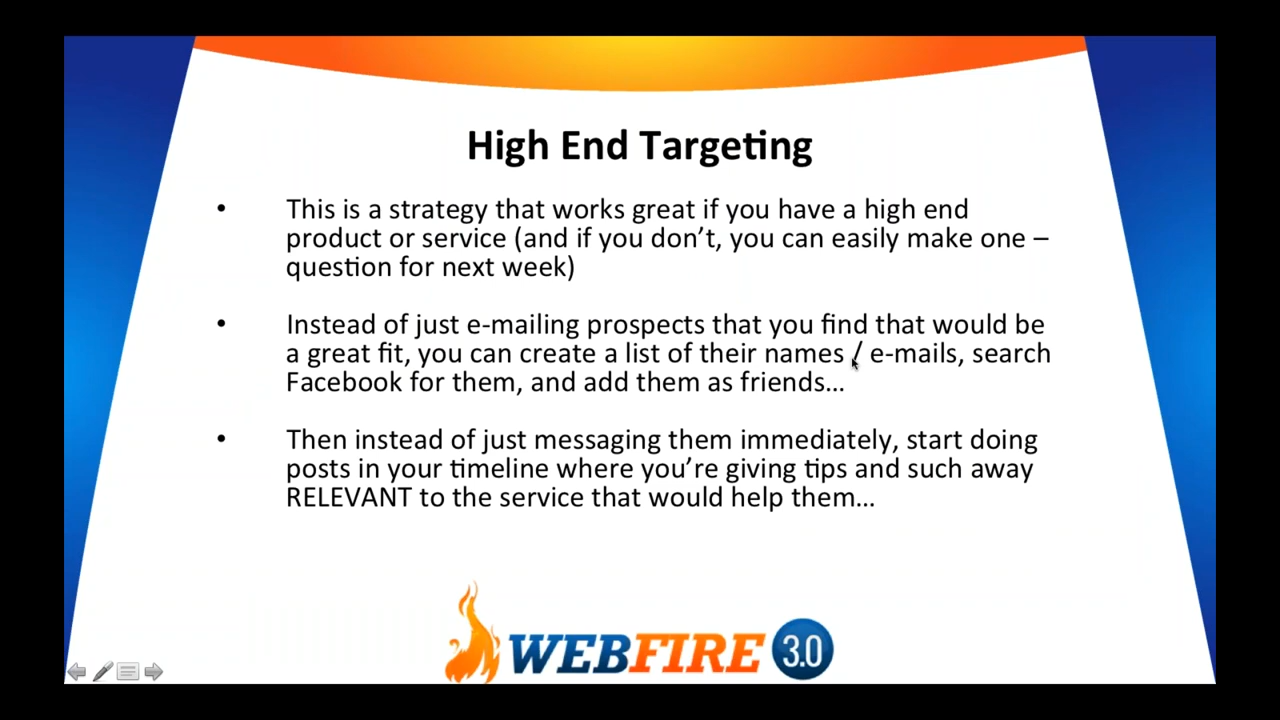 High End Targeting
• This is a strategy that works great if you have a high end
product or service (and if you don’t, you can easily make one –
question for next week)
• Instead of just e-mailing prospects that you find that would be
a great fit, you can create a list of their names / e-mails, search
Facebook for them, and add them as friends…
• Then instead of just messaging them immediately, start doing
posts in your timeline where you’re giving tips and such away
RELEVANT to the service that would help them…
WEBFIRE 3.0